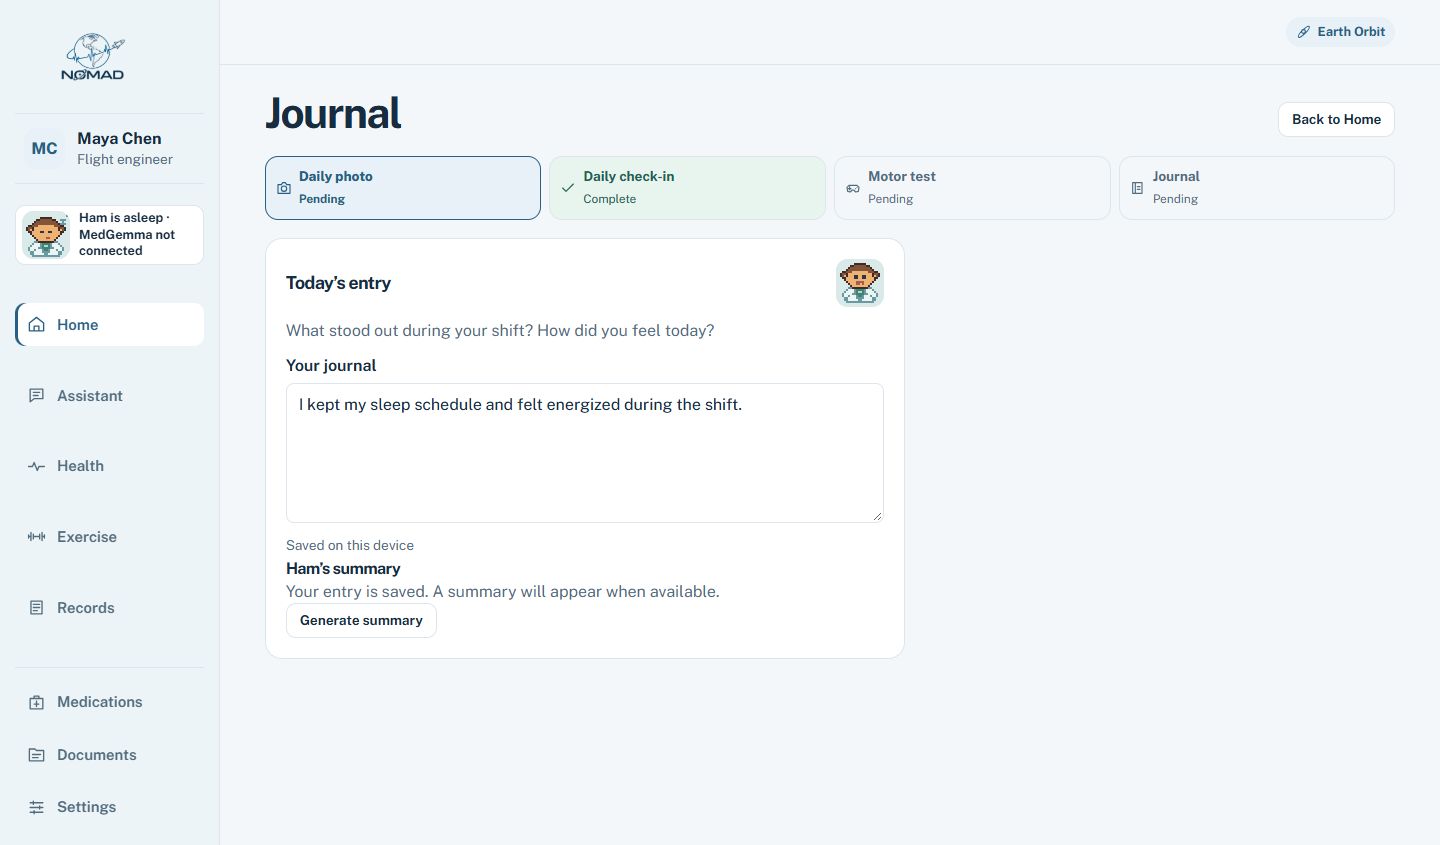 NOMAD
MC
Maya Chen
Flight engineer
Ham is asleep ·
MedGemma not
connected
Home
Assistant
Health
Exercise
Records
Medications
Documents
Settings
Earth Orbit
Journal
Back to Home
Daily photo
Pending
Daily check-in
Complete
Motor test
Pending
Journal
Pending
Today's entry
What stood out during your shift? How did you feel today?
Your journal
I kept my sleep schedule and felt energized during the shift.
Saved on this device
Ham's summary
Your entry is saved. A summary will appear when available.
Generate summary